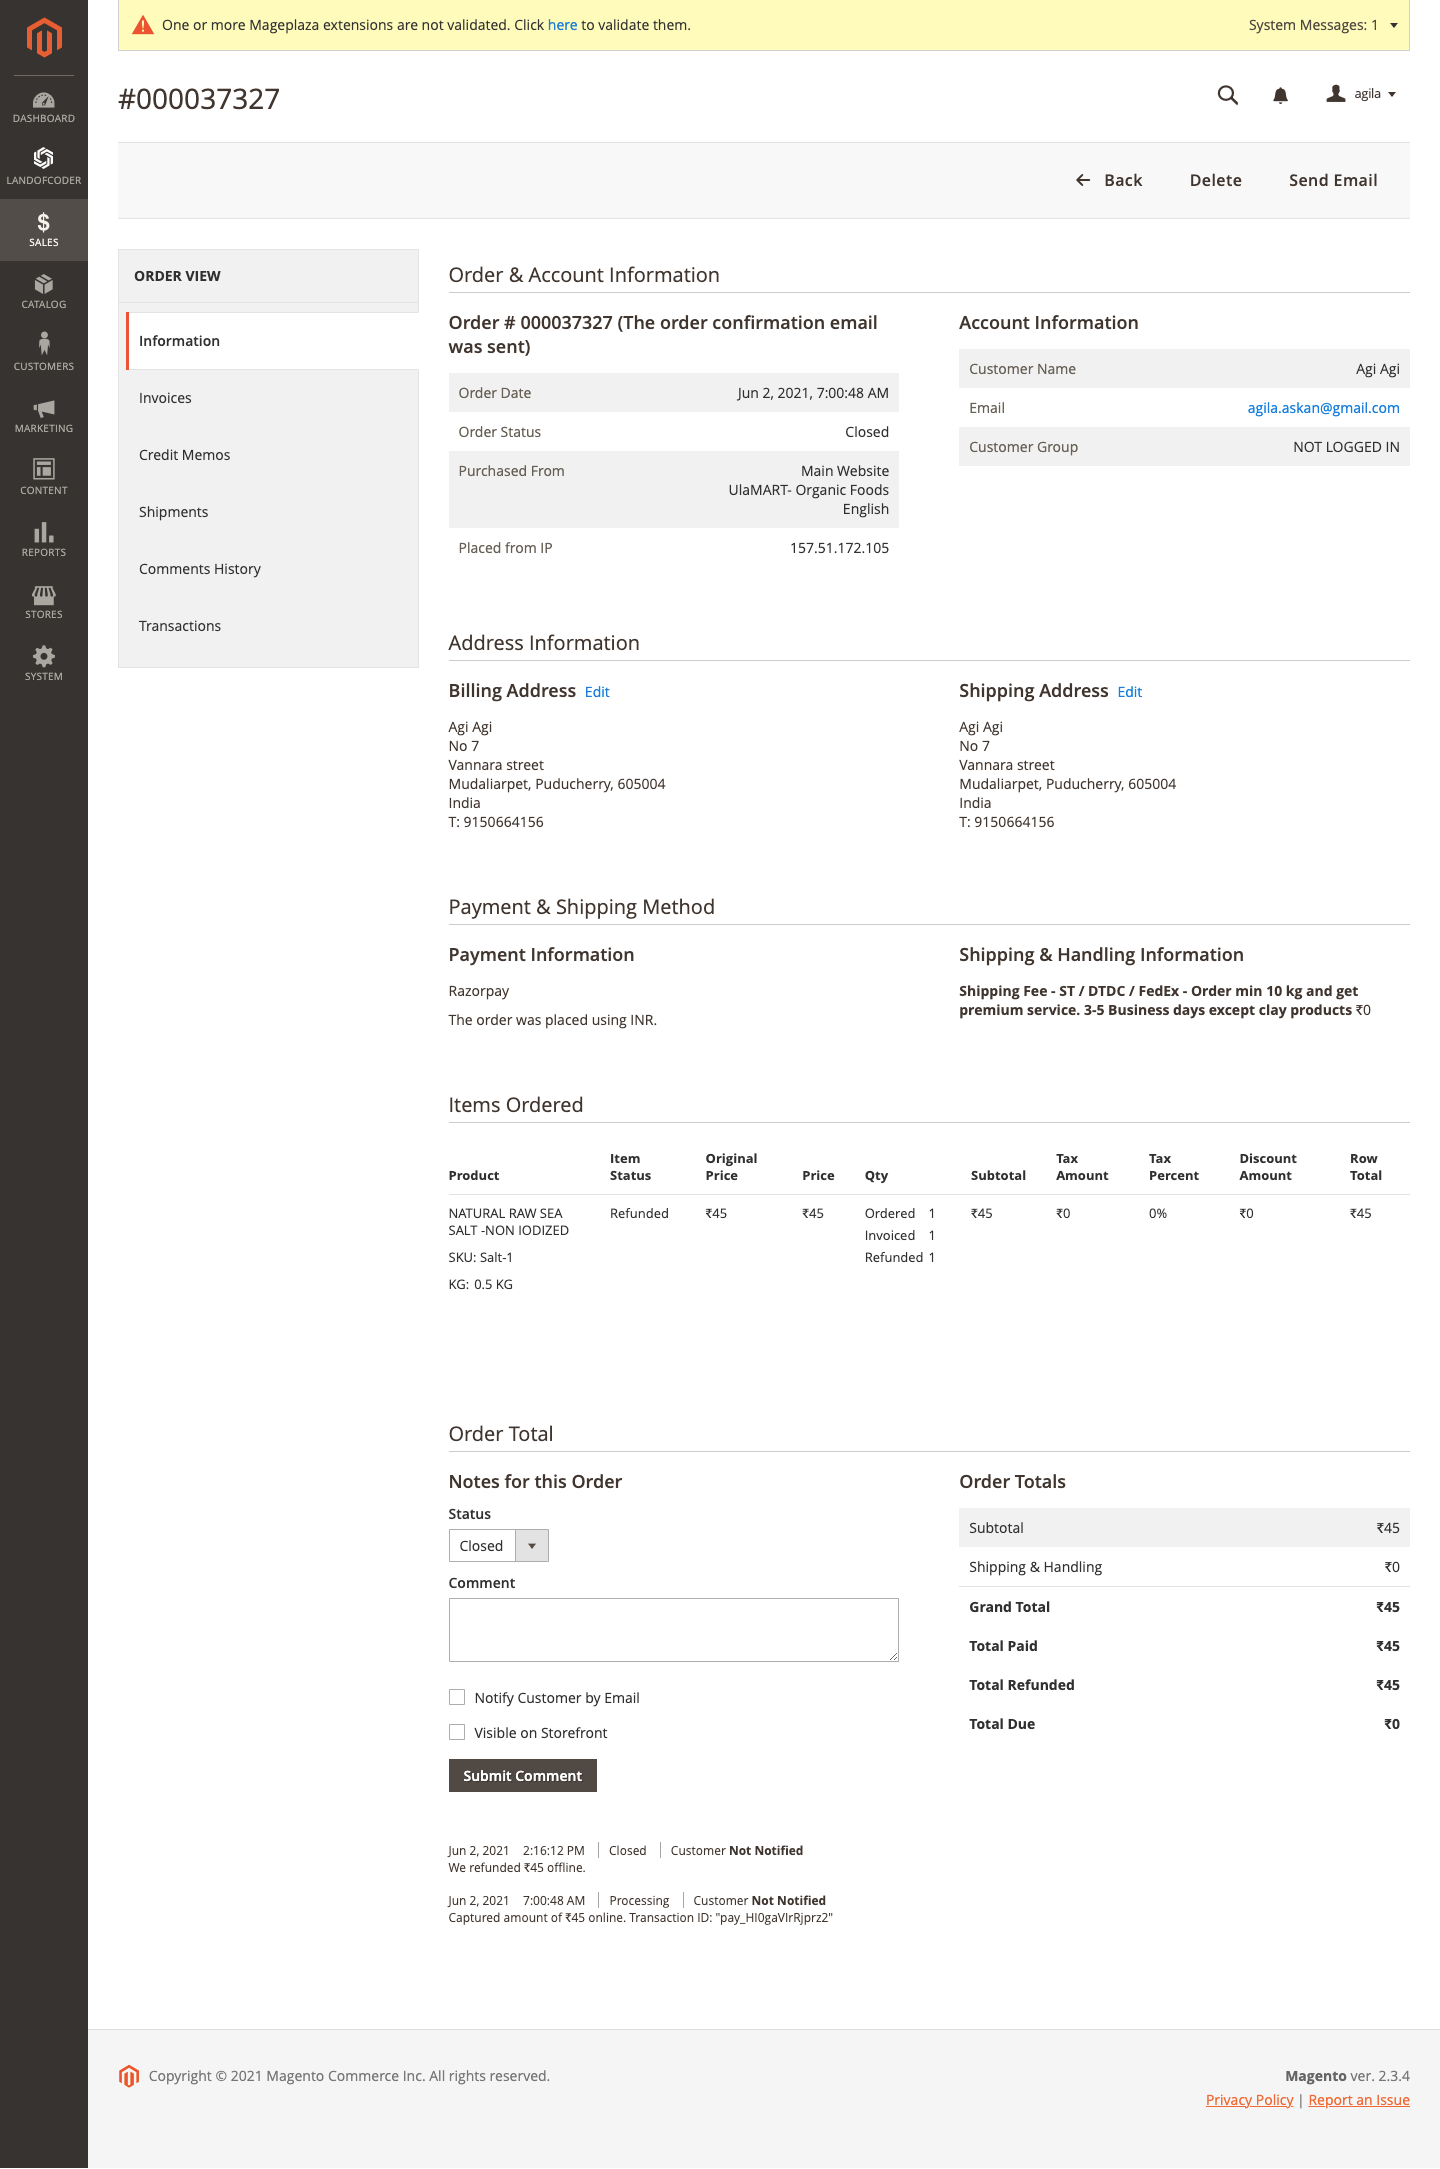 One or more Mageplaza extensions are not validated. Click here to validate them.
System Messages: 1
#000037327
agila
Back
Delete
Send Email
DASHBOARD
LANDOFCODER
SALES
CATALOG
CUSTOMERS
MARKETING
CONTENT
REPORTS
STORES
SYSTEM
ORDER VIEW
Information
Invoices
Credit Memos
Shipments
Comments History
Transactions
Order & Account Information
Order # 000037327 (The order confirmation email
was sent)
Order Date Jun 2, 2021, 7:00:48 AM
Order Status Closed
Purchased From Main Website
UlaMART- Organic Foods
English
Placed from IP 157.51.172.105
Account Information
Customer Name Agi Agi
Email agila.askan@gmail.com
Customer Group NOT LOGGED IN
Address Information
Billing Address Edit
Agi Agi
No 7
Vannara street
Mudaliarpet, Puducherry, 605004
India
T: 9150664156
Shipping Address Edit
Agi Agi
No 7
Vannara street
Mudaliarpet, Puducherry, 605004
India
T: 9150664156
Payment & Shipping Method
Payment Information
Razorpay
The order was placed using INR.
Shipping & Handling Information
Shipping Fee - ST / DTDC / FedEx - Order min 10 kg and get
premium service. 3-5 Business days except clay products ₹0
Items Ordered
Product Item Status Original Price Price Qty Subtotal Tax Amount Tax Percent Discount Amount Row Total
NATURAL RAW SEA Refunded ₹45 ₹45 Ordered 1 ₹45 ₹0 0% ₹0 ₹45
SALT -NON IODIZED
Invoiced 1
SKU: Salt-1 Refunded 1
KG: 0.5 KG
Order Total
Notes for this Order
Status
Closed
Comment
Notify Customer by Email
Visible on Storefront
Submit Comment
Order Totals
Subtotal ₹45
Shipping & Handling ₹0
Grand Total ₹45
Total Paid ₹45
Total Refunded ₹45
Total Due ₹0
Jun 2, 2021 2:16:12 PM Closed Customer Not Notified
We refunded ₹45 offline.
Jun 2, 2021 7:00:48 AM Processing Customer Not Notified
Captured amount of ₹45 online. Transaction ID: "pay_HI0gaVIrRjprz2"
Copyright © 2021 Magento Commerce Inc. All rights reserved.
Magento ver. 2.3.4
Privacy Policy | Report an Issue